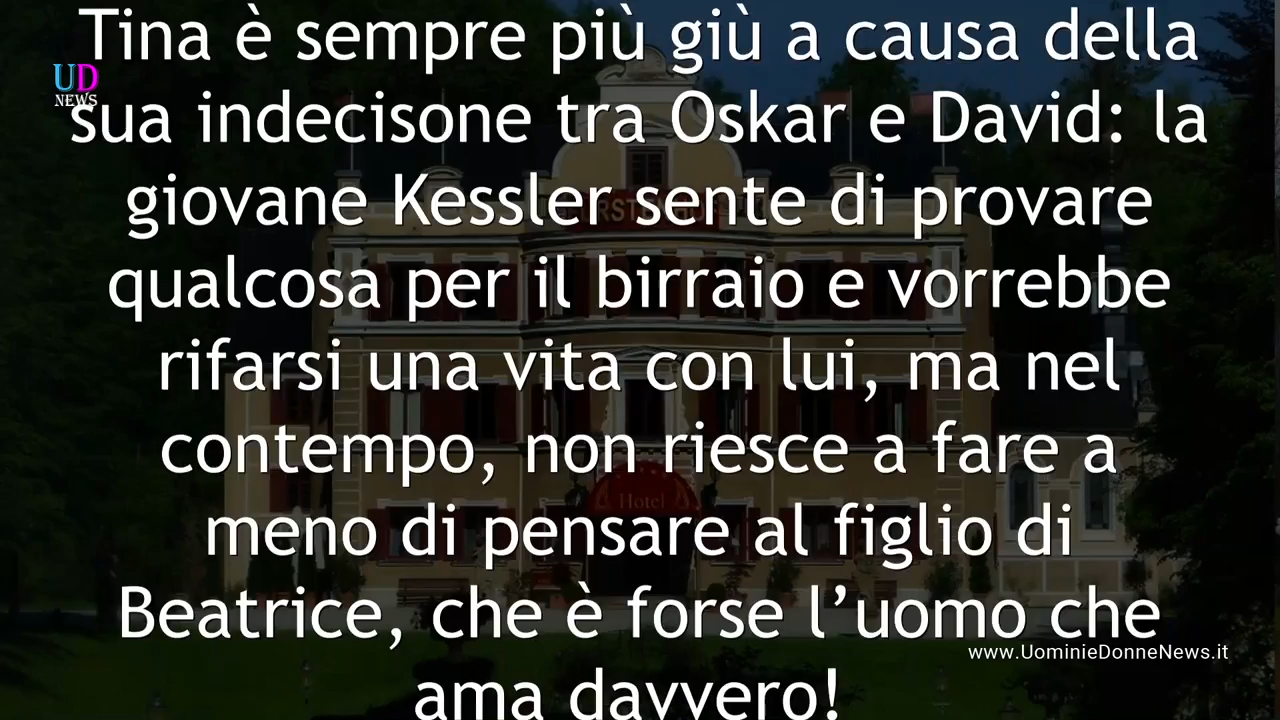 Tina è sempre più giù a causa della
UD
NEWS
sua indecisone tra Oskar e David: la
giovane Kessler sente di provare
qualcosa per il birraio e vorrebbe
rifarsi una vita con lui, ma nel
contempo, non riesce a fare a
Hotel
meno di pensare al figlio di
Beatrice, che è forse l’uomo che
www.UominieDonneNews.it
ama davvero!